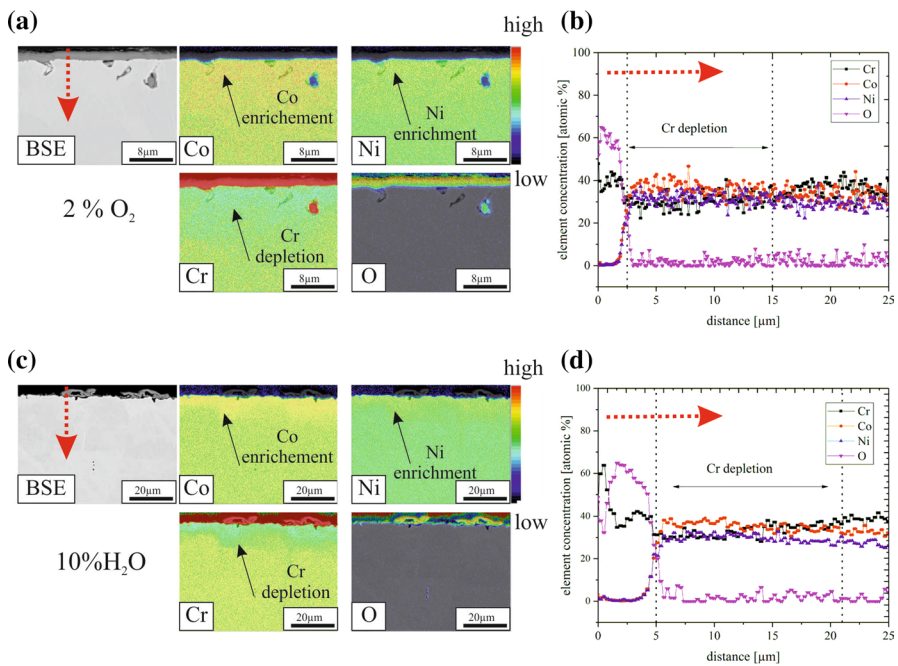 (a)
high
BSE
8µm
Co
enrichement
Co
8µm
Ni
enrichment
Ni
8µm
low
2 % O₂
Cr
depletion
Cr
8µm
O
8µm
(b)
100
80
60
40
20
0
element concentration [atomic %]
Cr depletion
Cr
Co
Ni
O
0 5 10 15 20 25
distance [µm]
(c)
high
BSE
20µm
Co
enrichement
Co
20µm
Ni
enrichment
Ni
20µm
low
10%H₂O
Cr
depletion
Cr
20µm
O
20µm
(d)
100
80
60
40
20
0
element concentration [atomic %]
Cr depletion
Cr
Co
Ni
O
0 5 10 15 20 25
distance [µm]